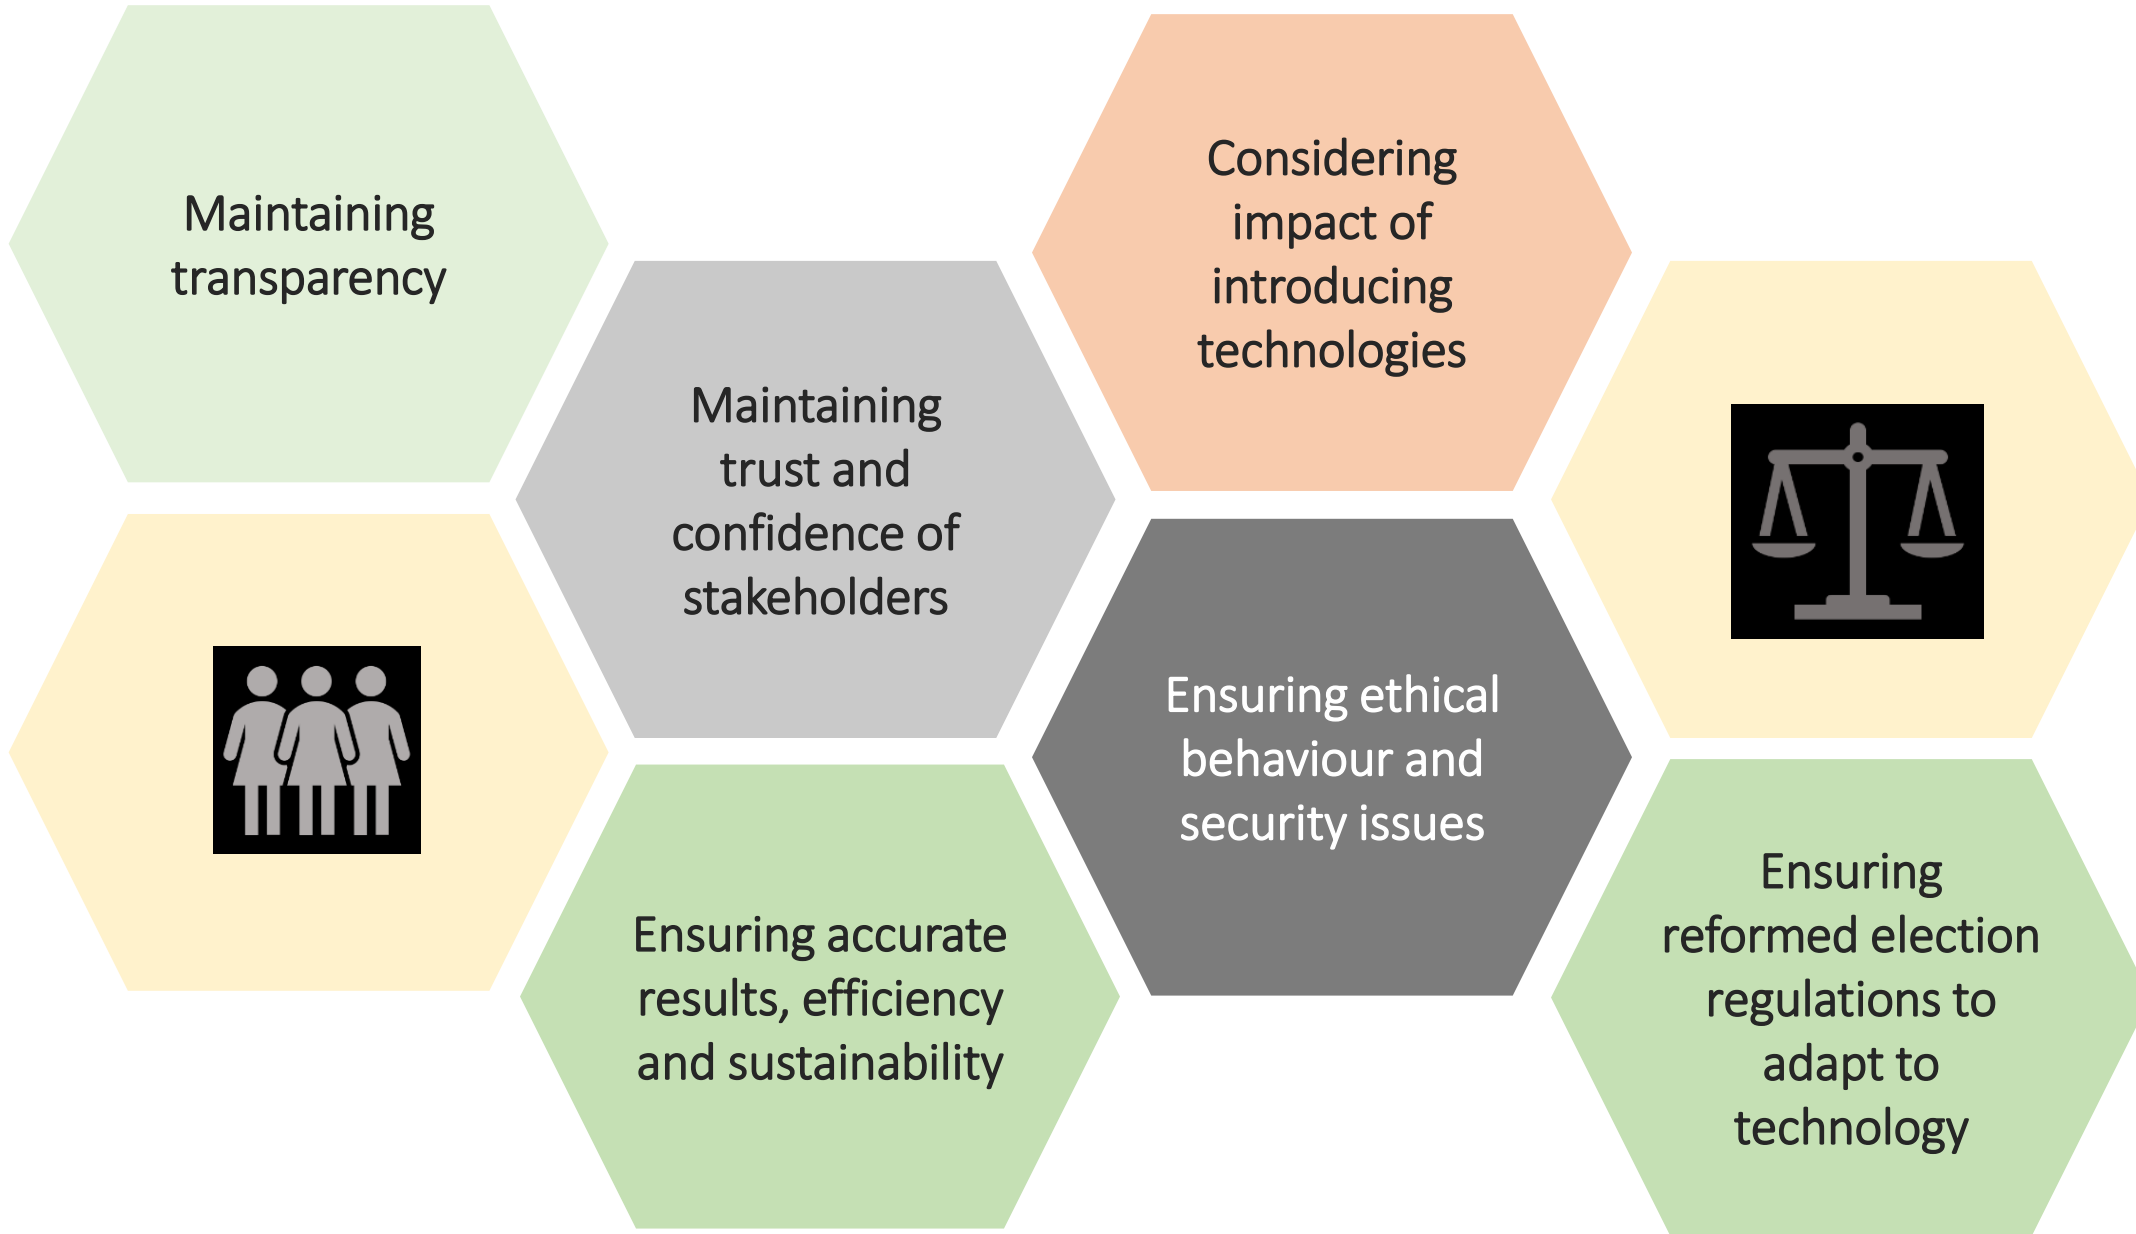 Maintaining
transparency
Maintaining
trust and
confidence of
stakeholders
Considering
impact of
introducing
technologies
Ensuring ethical
behaviour and
security issues
Ensuring accurate
results, efficiency
and sustainability
Ensuring
reformed election
regulations to
adapt to
technology